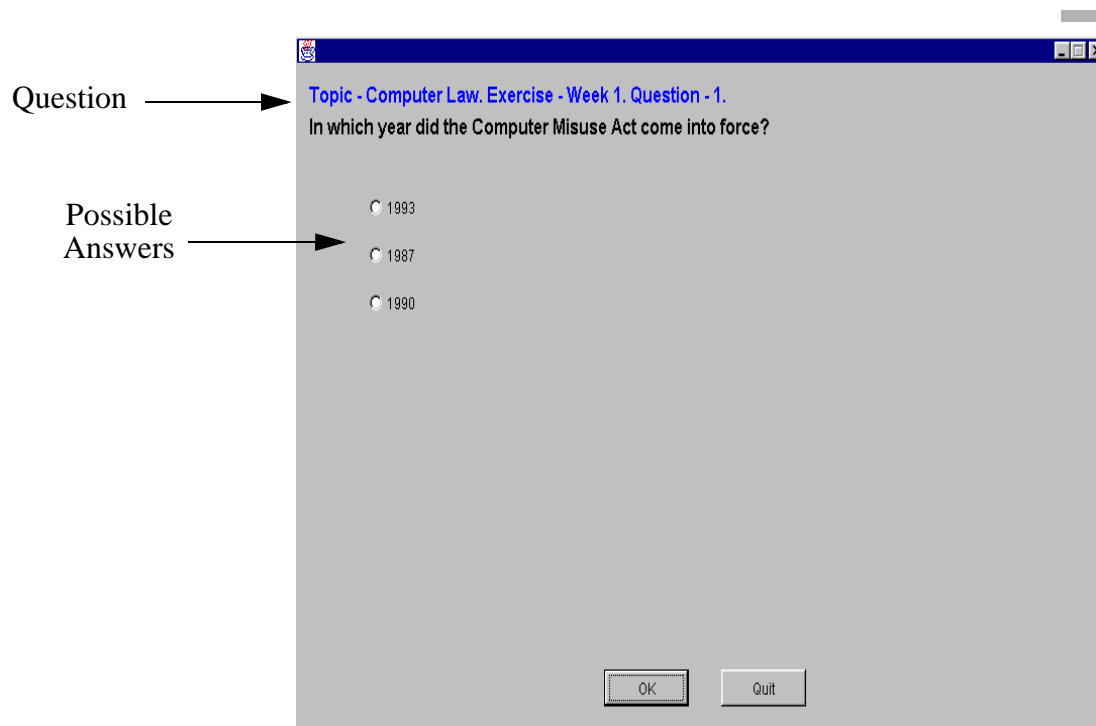 Question
Topic - Computer Law. Exercise - Week 1. Question - 1.
In which year did the Computer Misuse Act come into force?
Possible
Answers
1993
1987
1990
OK
Quit